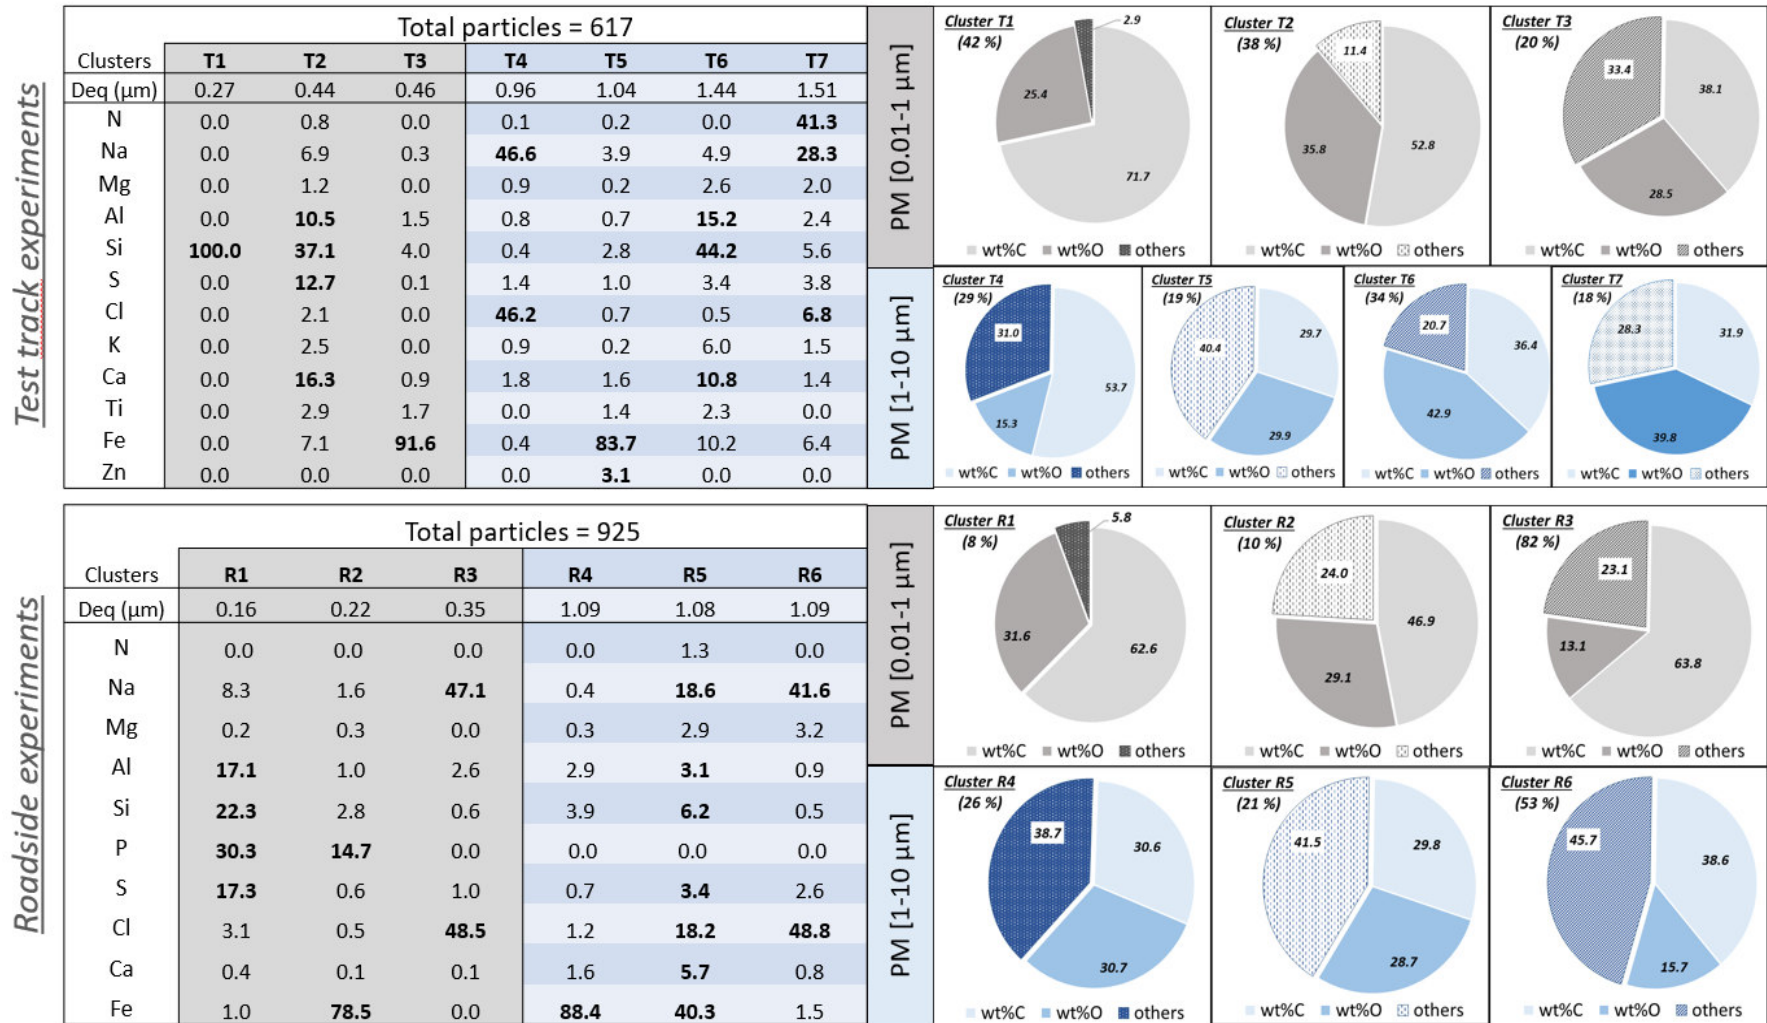 Test track experiments
Total particles = 617
Clusters T1 T2 T3 T4 T5 T6 T7
Deq (µm) 0.27 0.44 0.46 0.96 1.04 1.44 1.51
N 0.0 0.8 0.0 0.1 0.2 0.0 41.3
Na 0.0 6.9 0.3 46.6 3.9 4.9 28.3
Mg 0.0 1.2 0.0 0.9 0.2 2.6 2.0
Al 0.0 10.5 1.5 0.8 0.7 15.2 2.4
Si 100.0 37.1 4.0 0.4 2.8 44.2 5.6
S 0.0 12.7 0.1 1.4 1.0 3.4 3.8
Cl 0.0 2.1 0.0 46.2 0.7 0.5 6.8
K 0.0 2.5 0.0 0.9 0.2 6.0 1.5
Ca 0.0 16.3 0.9 1.8 1.6 10.8 1.4
Ti 0.0 2.9 1.7 0.0 1.4 2.3 0.0
Fe 0.0 7.1 91.6 0.4 83.7 10.2 6.4
Zn 0.0 0.0 0.0 0.0 3.1 0.0 0.0
PM [0.01-1 µm]
Cluster T1
(42 %)
2.9
25.4
71.7
wt%C wt%O others
Cluster T2
(38 %)
11.4
35.8
52.8
wt%C wt%O others
Cluster T3
(20 %)
33.4
38.1
28.5
wt%C wt%O others
PM [1-10 µm]
Cluster T4
(29 %)
31.0
53.7
15.3
wt%C wt%O others
Cluster T5
(19 %)
29.7
40.4
29.9
wt%C wt%O others
Cluster T6
(34 %)
20.7
36.4
42.9
wt%C wt%O others
Cluster T7
(18 %)
28.3
31.9
39.8
wt%C wt%O others
Roadside experiments
Total particles = 925
Clusters R1 R2 R3 R4 R5 R6
Deq (µm) 0.16 0.22 0.35 1.09 1.08 1.09
N 0.0 0.0 0.0 0.0 1.3 0.0
Na 8.3 1.6 47.1 0.4 18.6 41.6
Mg 0.2 0.3 0.0 0.3 2.9 3.2
Al 17.1 1.0 2.6 2.9 3.1 0.9
Si 22.3 2.8 0.6 3.9 6.2 0.5
P 30.3 14.7 0.0 0.0 0.0 0.0
S 17.3 0.6 1.0 0.7 3.4 2.6
Cl 3.1 0.5 48.5 1.2 18.2 48.8
Ca 0.4 0.1 0.1 1.6 5.7 0.8
Fe 1.0 78.5 0.0 88.4 40.3 1.5
PM [0.01-1 µm]
Cluster R1
(8 %)
5.8
31.6
62.6
wt%C wt%O others
Cluster R2
(10 %)
24.0
46.9
29.1
wt%C wt%O others
Cluster R3
(82 %)
23.1
13.1
63.8
wt%C wt%O others
PM [1-10 µm]
Cluster R4
(26 %)
38.7
30.6
30.7
wt%C wt%O others
Cluster R5
(21 %)
41.5
29.8
28.7
wt%C wt%O others
Cluster R6
(53 %)
45.7
38.6
15.7
wt%C wt%O others